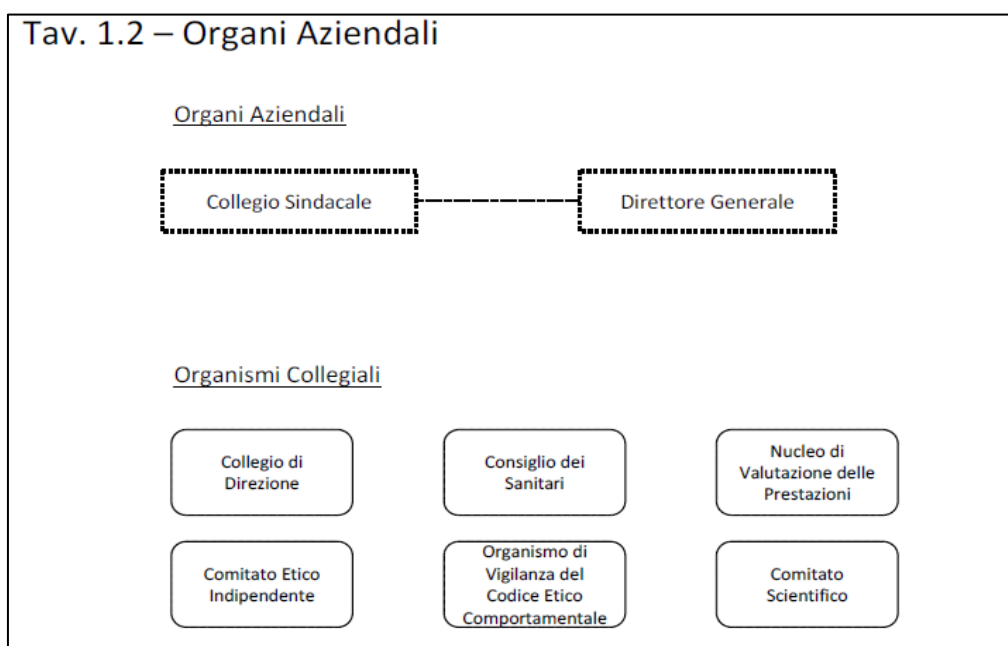 Tav. 1.2 – Organi Aziendali
Organi Aziendali
Collegio Sindacale
Direttore Generale
Organismi Collegiali
Collegio di
Direzione
Consiglio dei
Sanitari
Nucleo di
Valutazione delle
Prestazioni
Comitato Etico
Indipendente
Organismo di
Vigilanza del
Codice Etico
Comportamentale
Comitato
Scientifico